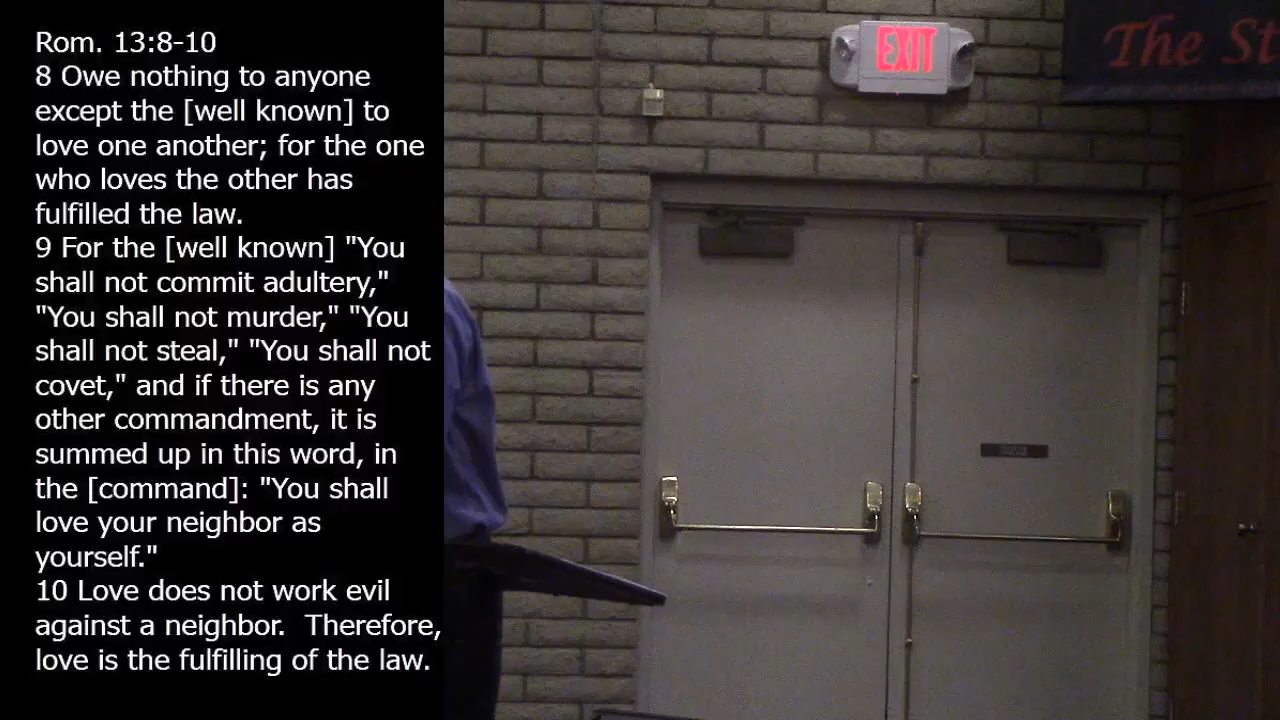 Rom. 13:8-10
8 Owe nothing to anyone
except the [well known] to
love one another; for the one
who loves the other has
fulfilled the law.
9 For the [well known] "You
shall not commit adultery,"
"You shall not murder," "You
shall not steal," "You shall not
covet," and if there is any
other commandment, it is
summed up in this word, in
the [command]: "You shall
love your neighbor as
yourself."
10 Love does not work evil
against a neighbor.  Therefore,
love is the fulfilling of the law.
EXIT
The St